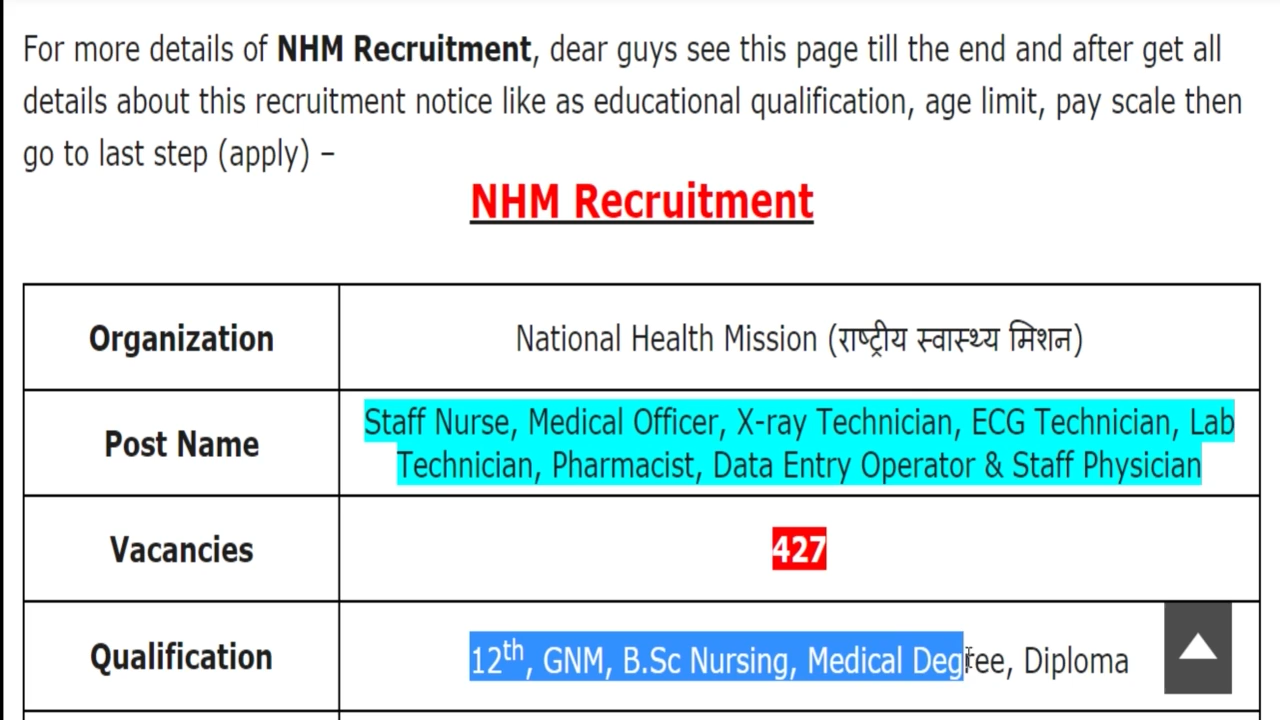 For more details of NHM Recruitment, dear guys see this page till the end and after get all
details about this recruitment notice like as educational qualification, age limit, pay scale then
go to last step (apply) –
NHM Recruitment
Organization
National Health Mission (राष्ट्रीय स्वास्थ्य मिशन)
Post Name
Staff Nurse, Medical Officer, X-ray Technician, ECG Technician, Lab
Technician, Pharmacist, Data Entry Operator & Staff Physician
Vacancies
427
Qualification
12th, GNM, B.Sc Nursing, Medical Degree, Diploma